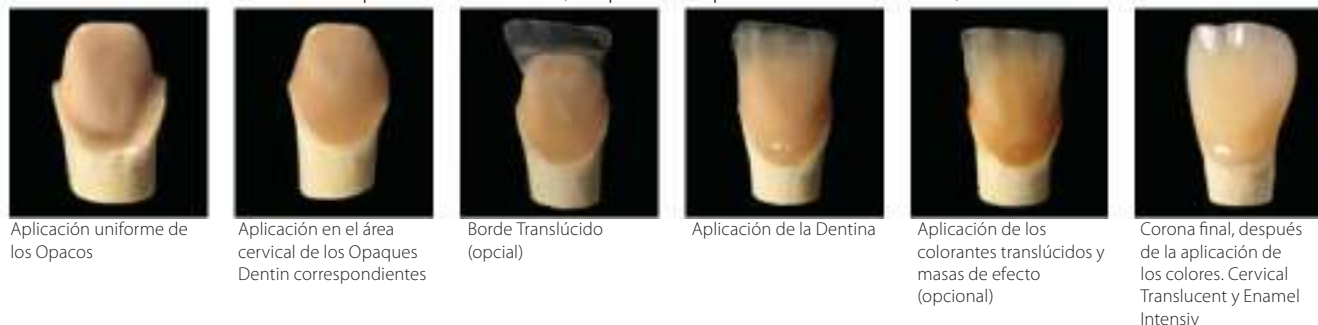 Aplicación uniforme de
los Opacos
Aplicación en el área
cervical de los Opaques
Dentin correspondientes
Borde Translúcido
(opcial)
Aplicación de la Dentina
Aplicación de los
colorantes translúcidos y
masas de efecto
(opcional)
Corona final, después
de la aplicación de
los colores. Cervical
Translucent y Enamel
Intensiv